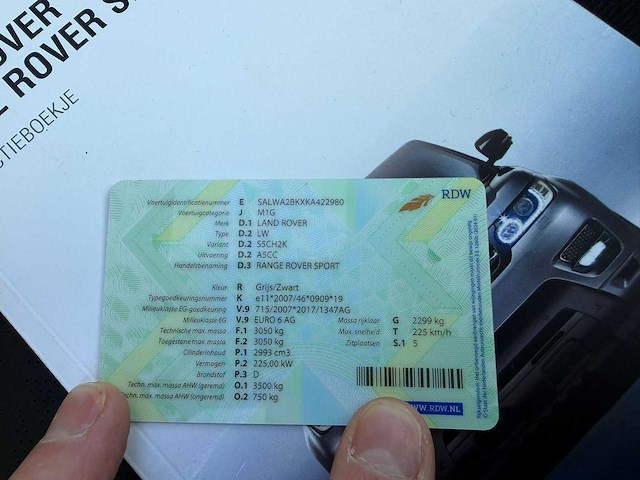 OVER
ROVER S
TIEBOEKJE
RDW
Voertuigidentificatienummer E SALWA2BKXKA422980
Voertuigcategorie J M1G
Merk D.1 LAND ROVER
Type D.2 LW
Variant D.2 S5CH2K
Uitvoering D.2 A5CC
Handelsbenaming D.3 RANGE ROVER SPORT
Kleur R Grijs/Zwart
Typegoedkeuringsnummer K e11*2007/46*0909*19
Milieuklasse EG-goedkeuring V.9 715/2007*2017/1347AG
Milieuklasse EG V.9 EURO 6 AG Massa rijklaar G 2299 kg
Technische max. massa F.1 3050 kg Max. snelheid T 225 km/h
Toegestane max. massa F.2 3050 kg Zitplaatsen S.1 5
Cilinderinhoud P.1 2993 cm3
Vermogen P.2 225,00 kW
Brandstof P.3 D
Techn. max. massa AHW (geremd) O.1 3500 kg
chn. max. massa AHW (ongeremd) O.2 750 kg
WW.RDW.NL